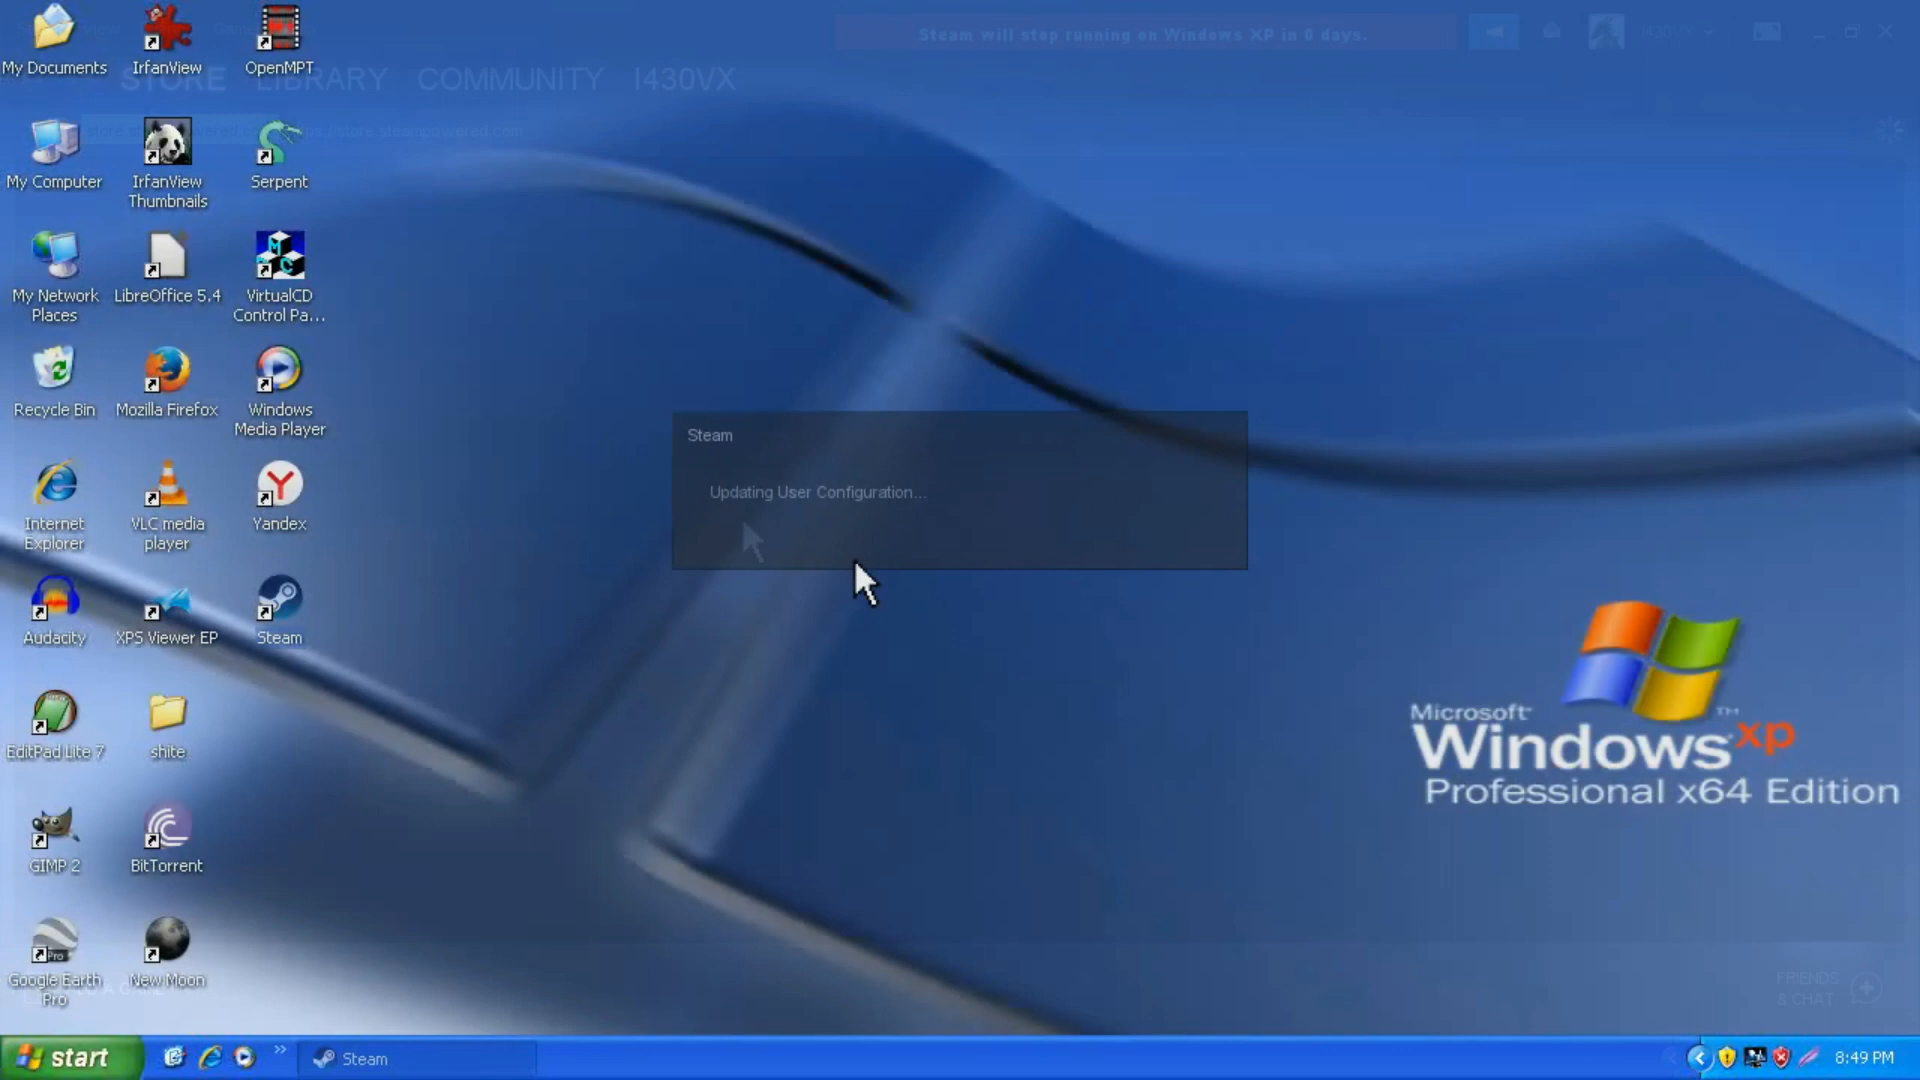 Steam will stop running on Windows XP in 0 days.
STORE LIBRARY COMMUNITY I430VX
My Documents
IrfanView
OpenMPT
My Computer
IrfanView
Thumbnails
Serpent
My Network
Places
LibreOffice 5.4
VirtualCD
Control Pa...
Recycle Bin
Mozilla Firefox
Windows
Media Player
Internet
Explorer
VLC media
player
Yandex
Audacity
XPS Viewer EP
Steam
EditPad Lite 7
shite
GIMP 2
BitTorrent
Google Earth
Pro
New Moon
Steam
Updating User Configuration...
Microsoft
Windows xp
Professional x64 Edition
FRIENDS
& CHAT
start
Steam
8:49 PM